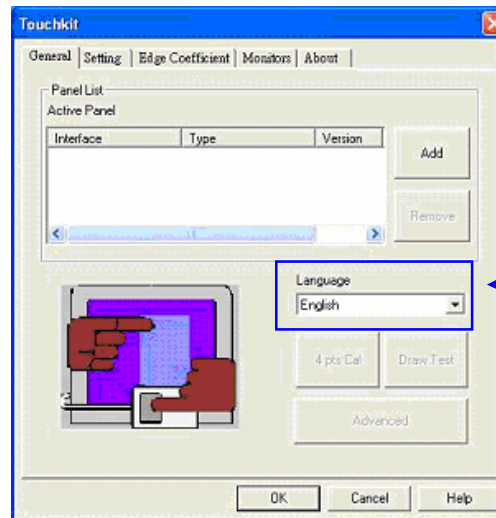 Touchkit
General Setting Edge Coefficient Monitors About
Panel List
Active Panel
Interface Type Version
Add
Remove
Language
English
4 pts Cal Draw Test
Advanced
OK Cancel Help